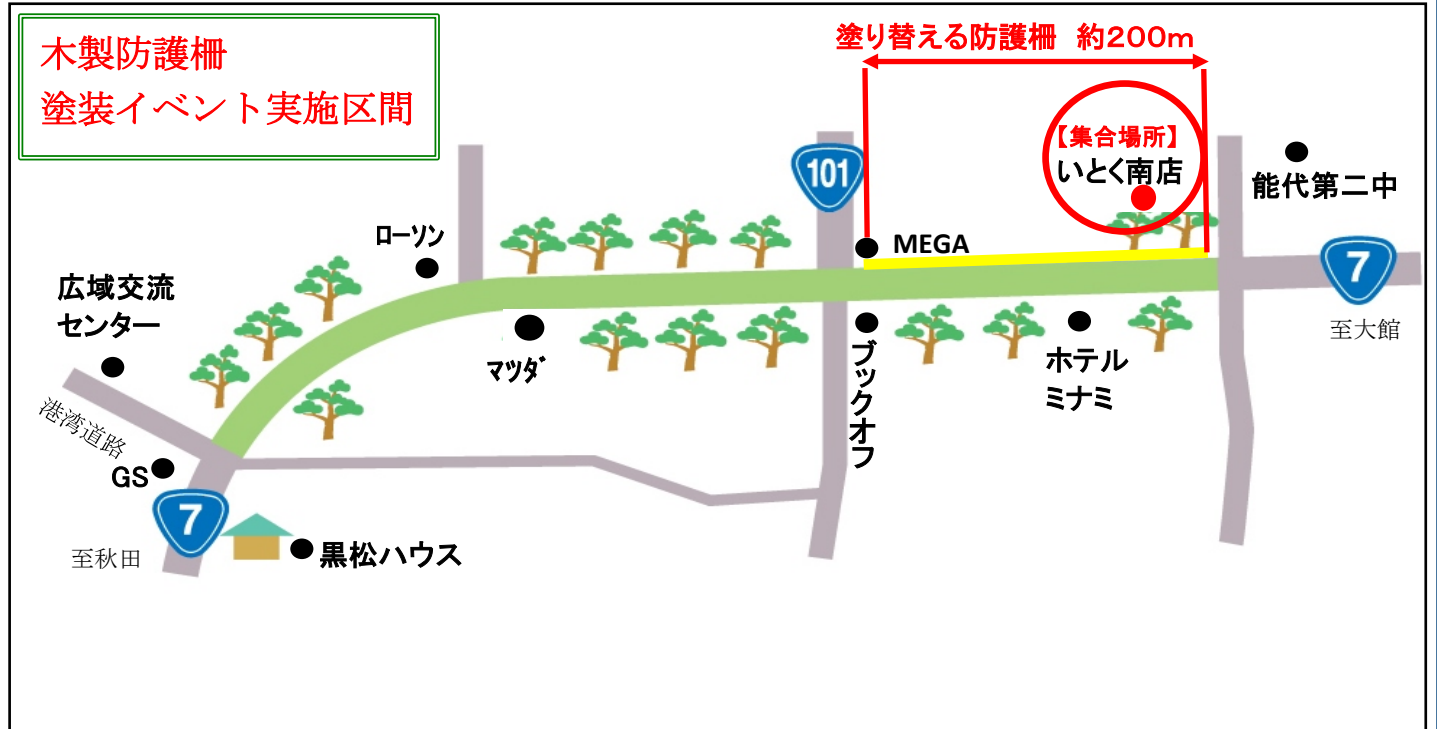 木製防護柵
塗装イベント実施区間
塗り替える防護柵 約200m
【集合場所】
いとく南店
101
能代第二中
ローソン
MEGA
7
広域交流
センター
至大館
マツダ
ブックオフ
ホテル
ミナミ
港湾道路
GS
7
至秋田
黒松ハウス